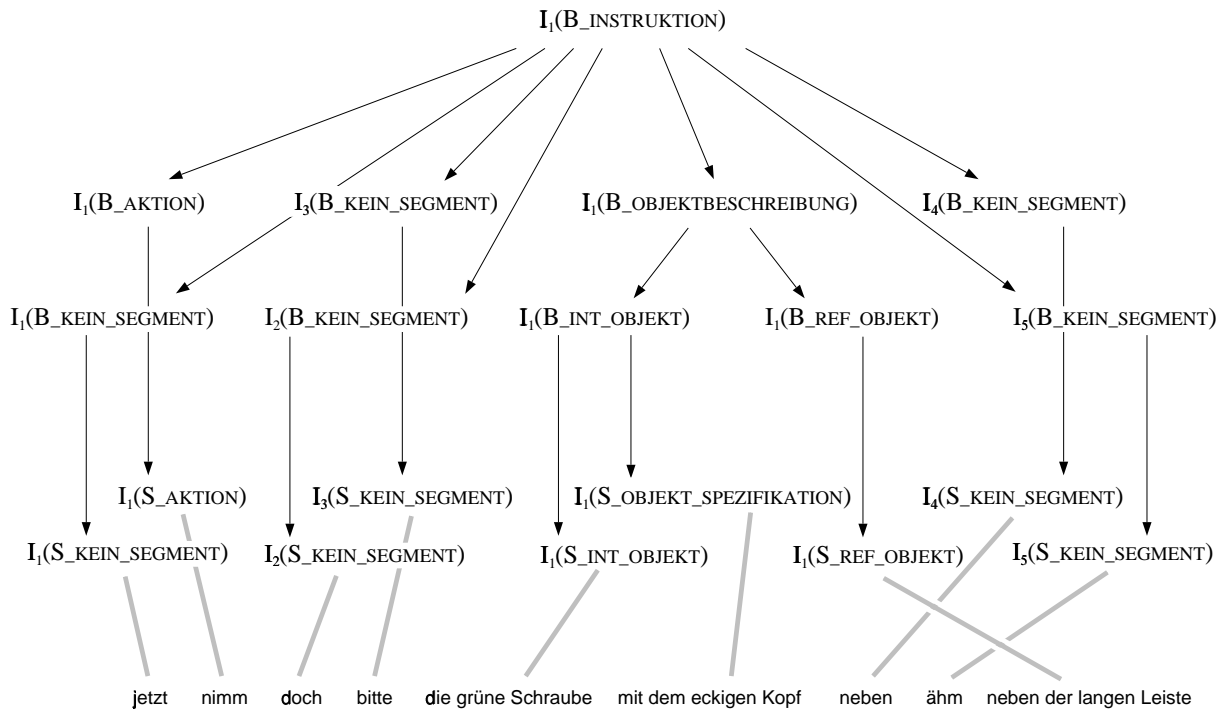 I₁(B_INSTRUKTION)
I₁(B_AKTION) I₃(B_KEIN_SEGMENT) I₁(B_OBJEKTBESCHREIBUNG) I₄(B_KEIN_SEGMENT)
I₁(B_KEIN_SEGMENT) I₂(B_KEIN_SEGMENT) I₁(B_INT_OBJEKT) I₁(B_REF_OBJEKT) I₅(B_KEIN_SEGMENT)
I₁(S_AKTION) I₃(S_KEIN_SEGMENT) I₁(S_OBJEKT_SPEZIFIKATION) I₄(S_KEIN_SEGMENT)
I₁(S_KEIN_SEGMENT) I₂(S_KEIN_SEGMENT) I₁(S_INT_OBJEKT) I₁(S_REF_OBJEKT) I₅(S_KEIN_SEGMENT)
jetzt nimm doch bitte die grüne Schraube mit dem eckigen Kopf neben ähm neben der langen Leiste